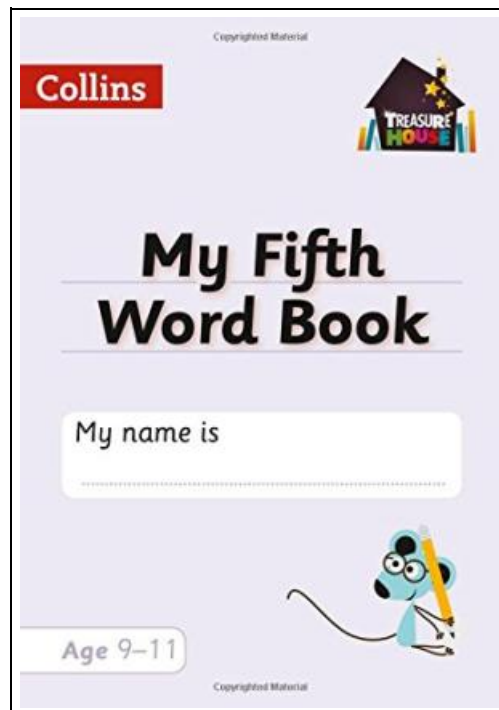 Copyrighted Material
Collins
TREASURE
HOUSE
My Fifth
Word Book
My name is
Age 9–11
Copyrighted Material